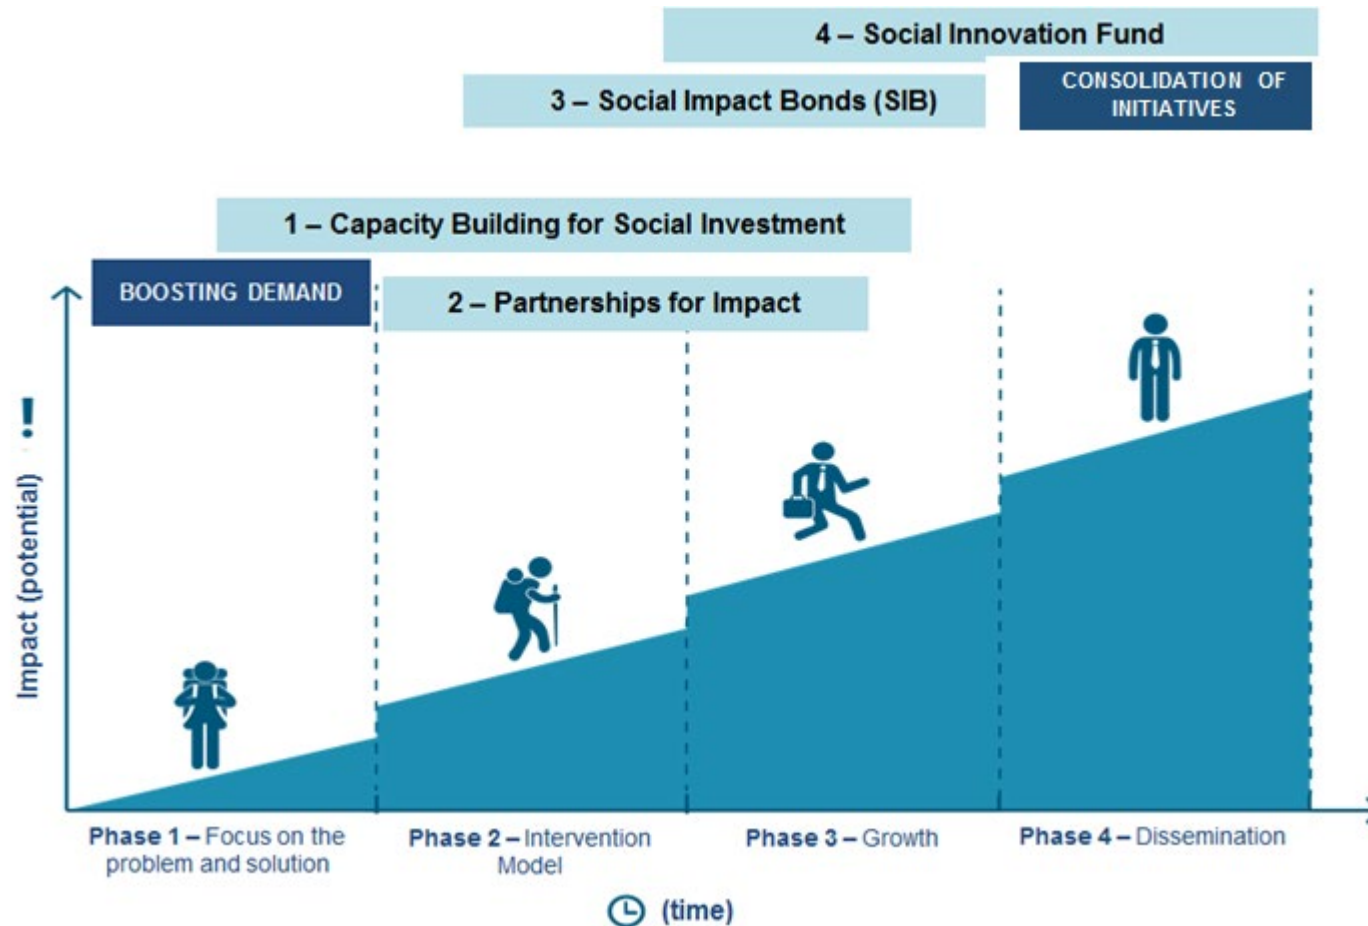 4 – Social Innovation Fund
3 – Social Impact Bonds (SIB)
CONSOLIDATION OF
INITIATIVES
1 – Capacity Building for Social Investment
BOOSTING DEMAND
2 – Partnerships for Impact
Impact (potential) !
Phase 1 – Focus on the
problem and solution
Phase 2 – Intervention
Model
Phase 3 – Growth
Phase 4 – Dissemination
(time)